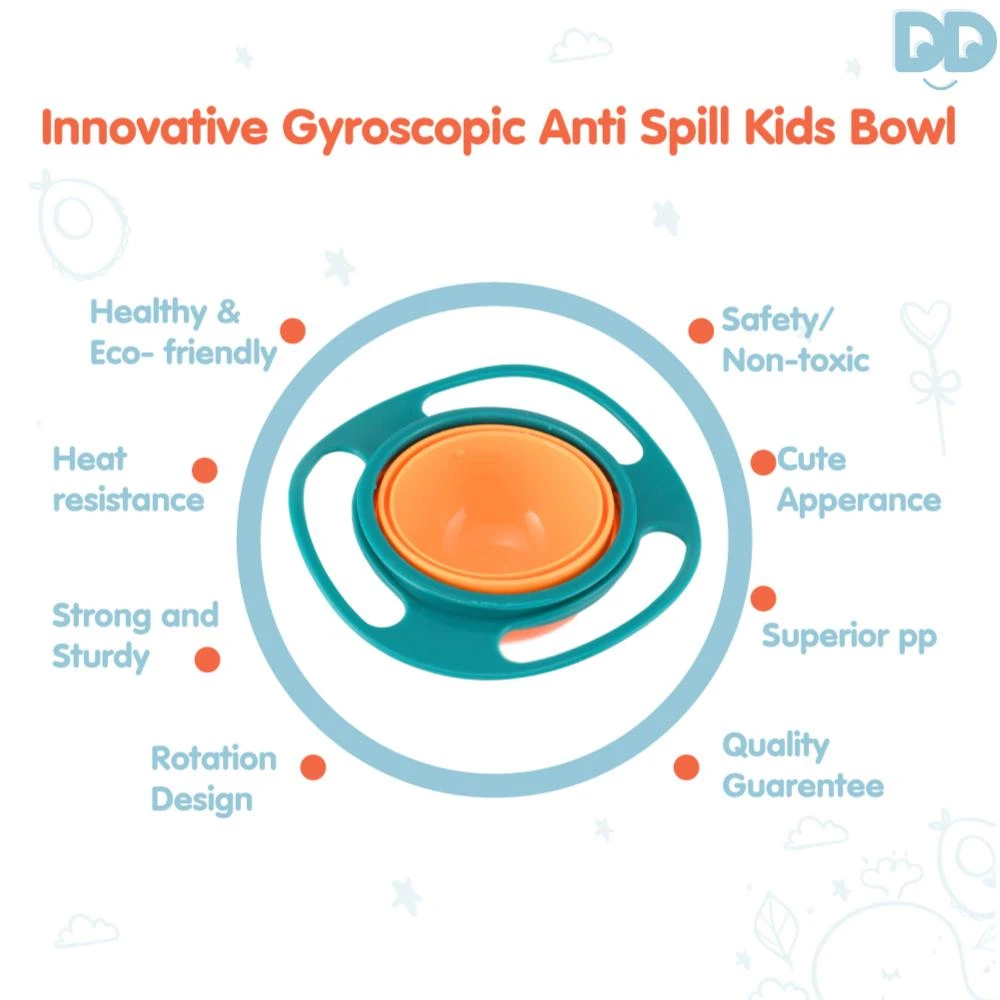 DD
Innovative Gyroscopic Anti Spill Kids Bowl
Healthy &
Eco- friendly
Safety/
Non-toxic
Heat
resistance
Cute
Apperance
Strong and
Sturdy
Superior pp
Rotation
Design
Quality
Guarentee